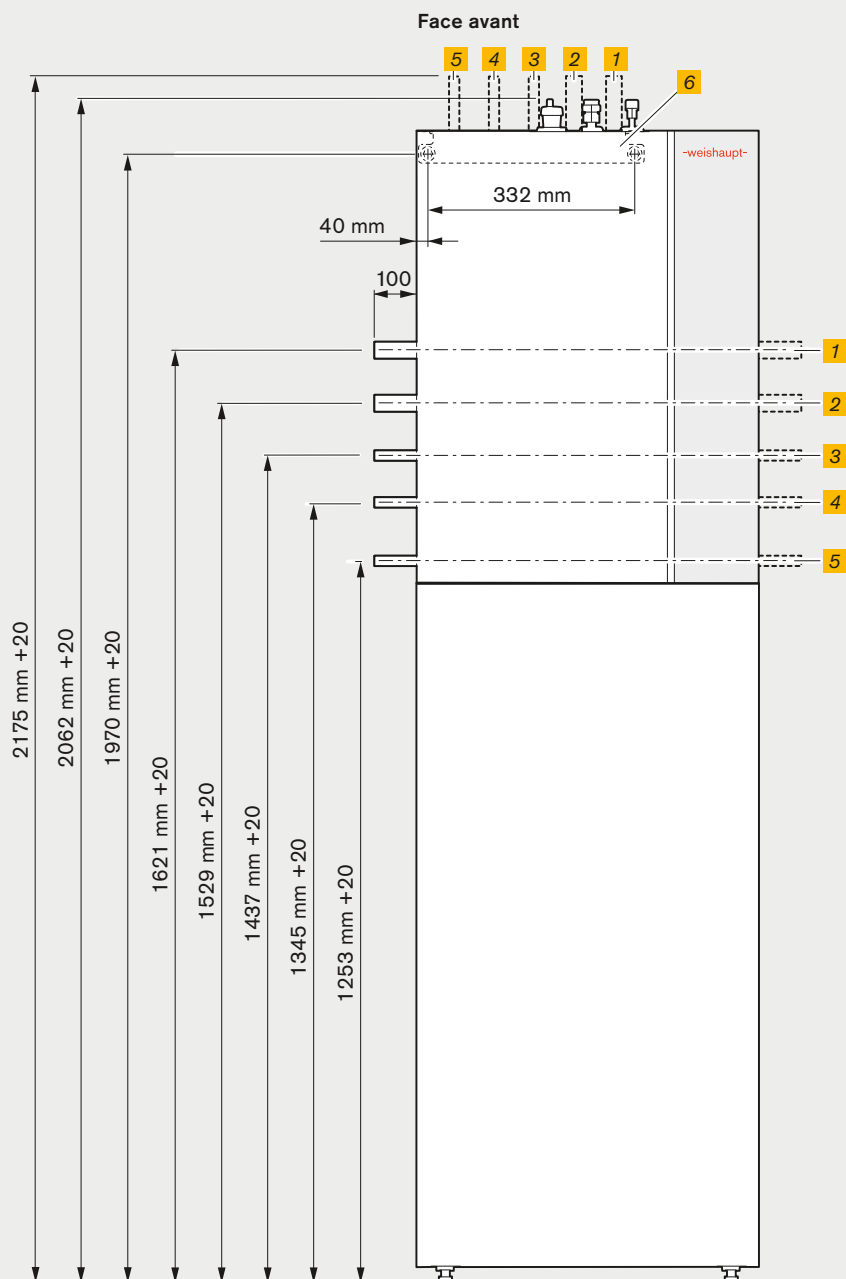 Face avant
5 4 3 2 1
6
-weishaupt-
332 mm
40 mm
100
1
2
3
4
5
2175 mm +20
2062 mm +20
1970 mm +20
1621 mm +20
1529 mm +20
1437 mm +20
1345 mm +20
1253 mm +20